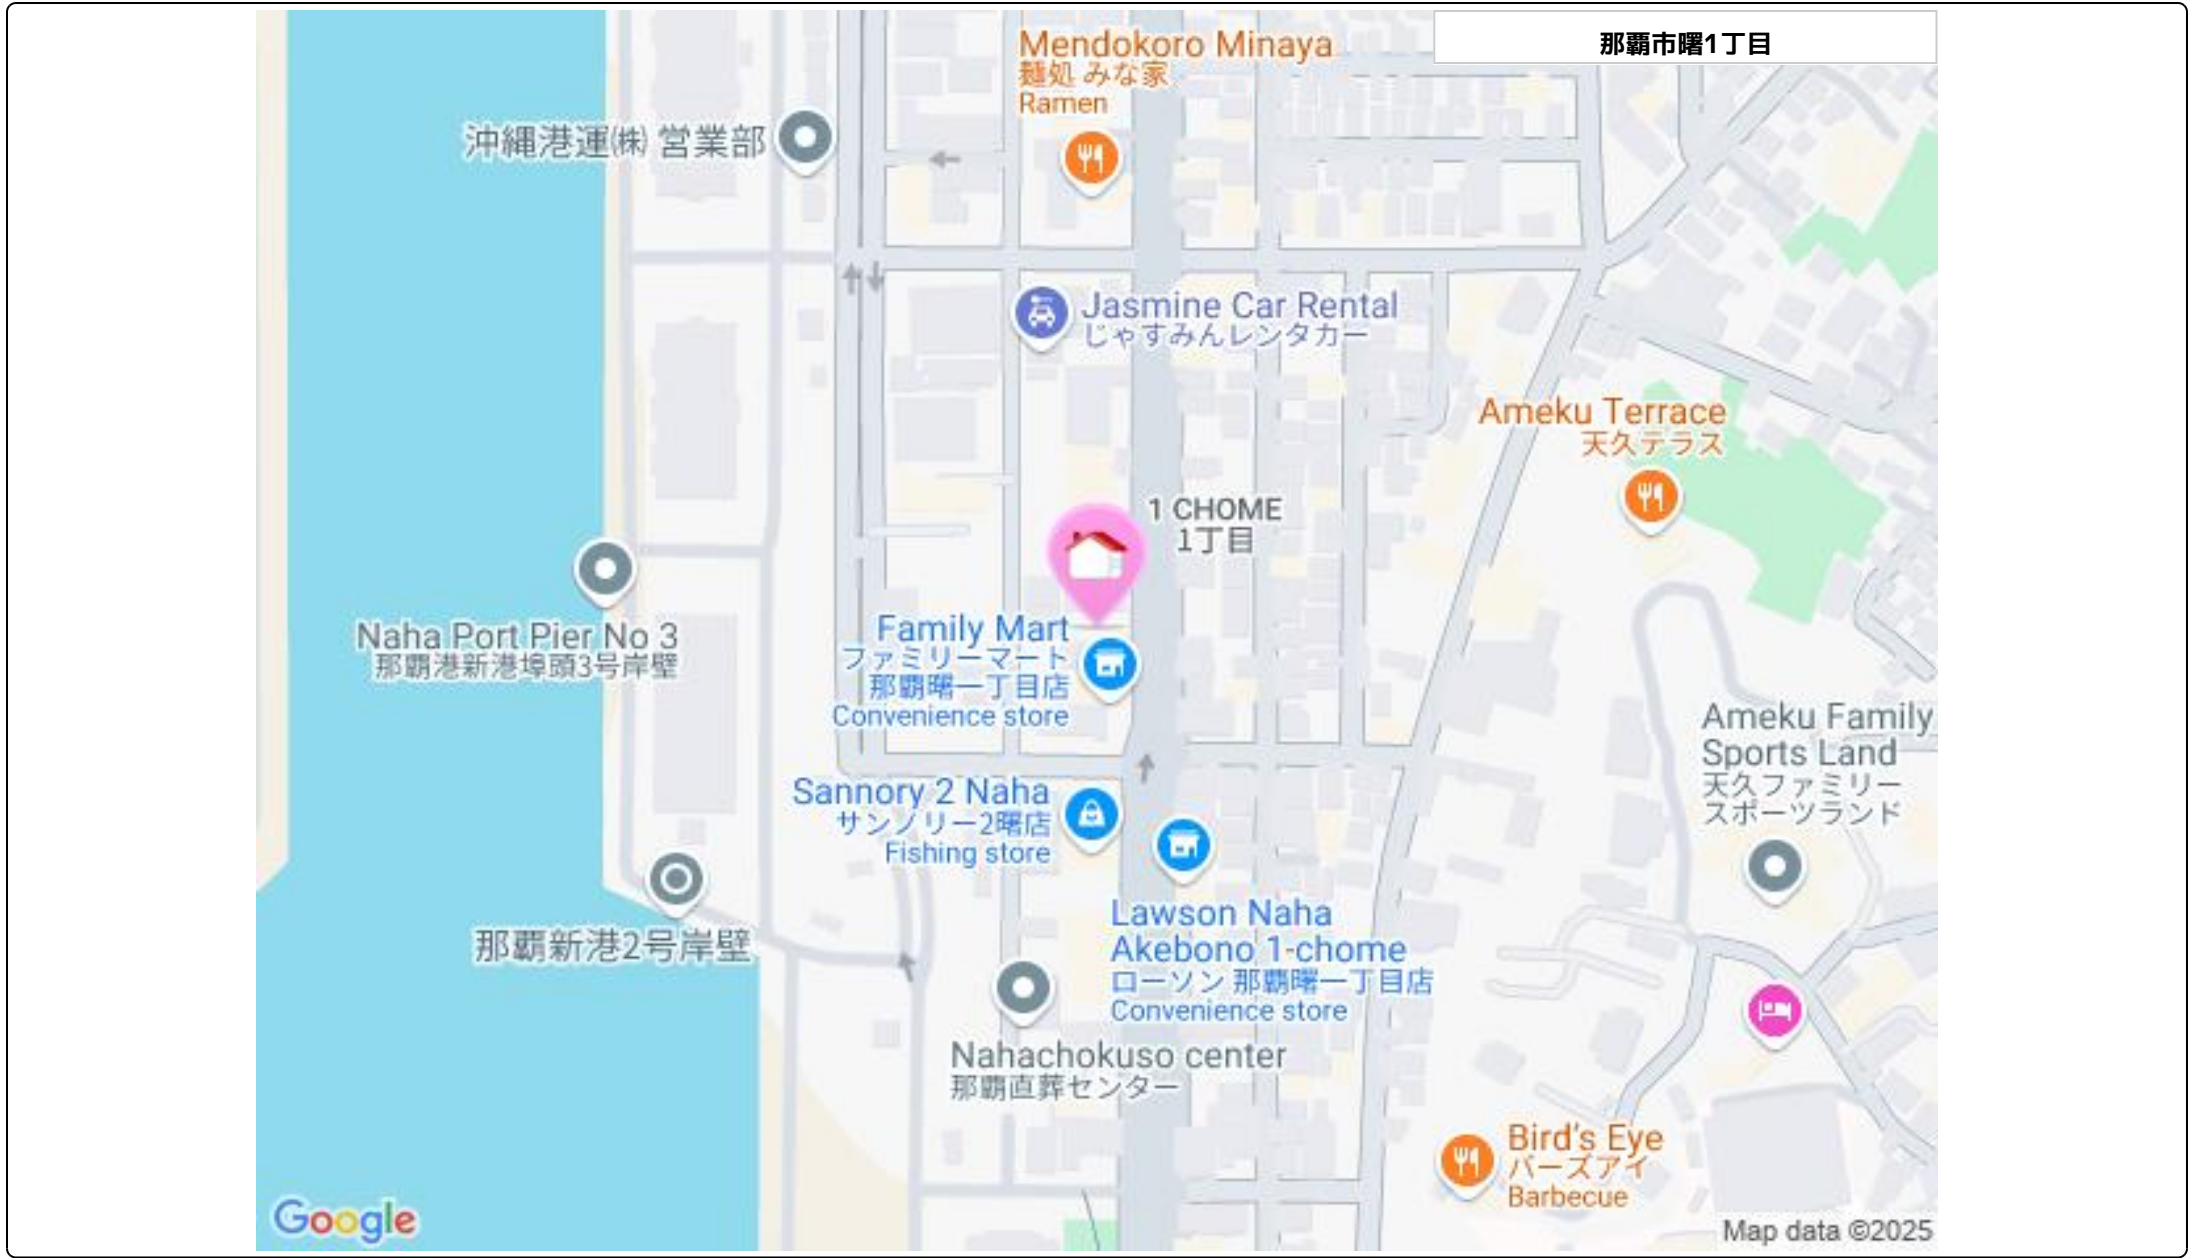 那覇市曙1丁目
Mendokoro Minaya
麺処 みな家
Ramen
沖縄港運㈱ 営業部
Jasmine Car Rental
じゃすみんレンタカー
Ameku Terrace
天久テラス
1 CHOME
1丁目
Naha Port Pier No 3
那覇港新港埠頭3号岸壁
Family Mart
ファミリーマート
那覇曙一丁目店
Convenience store
Ameku Family
Sports Land
天久ファミリー
スポーツランド
Sannory 2 Naha
サンノリー2曙店
Fishing store
那覇新港2号岸壁
Lawson Naha
Akebono 1-chome
ローソン 那覇曙一丁目店
Convenience store
Nahachokuso center
那覇直葬センター
Bird's Eye
バーズアイ
Barbecue
Google
Map data ©2025